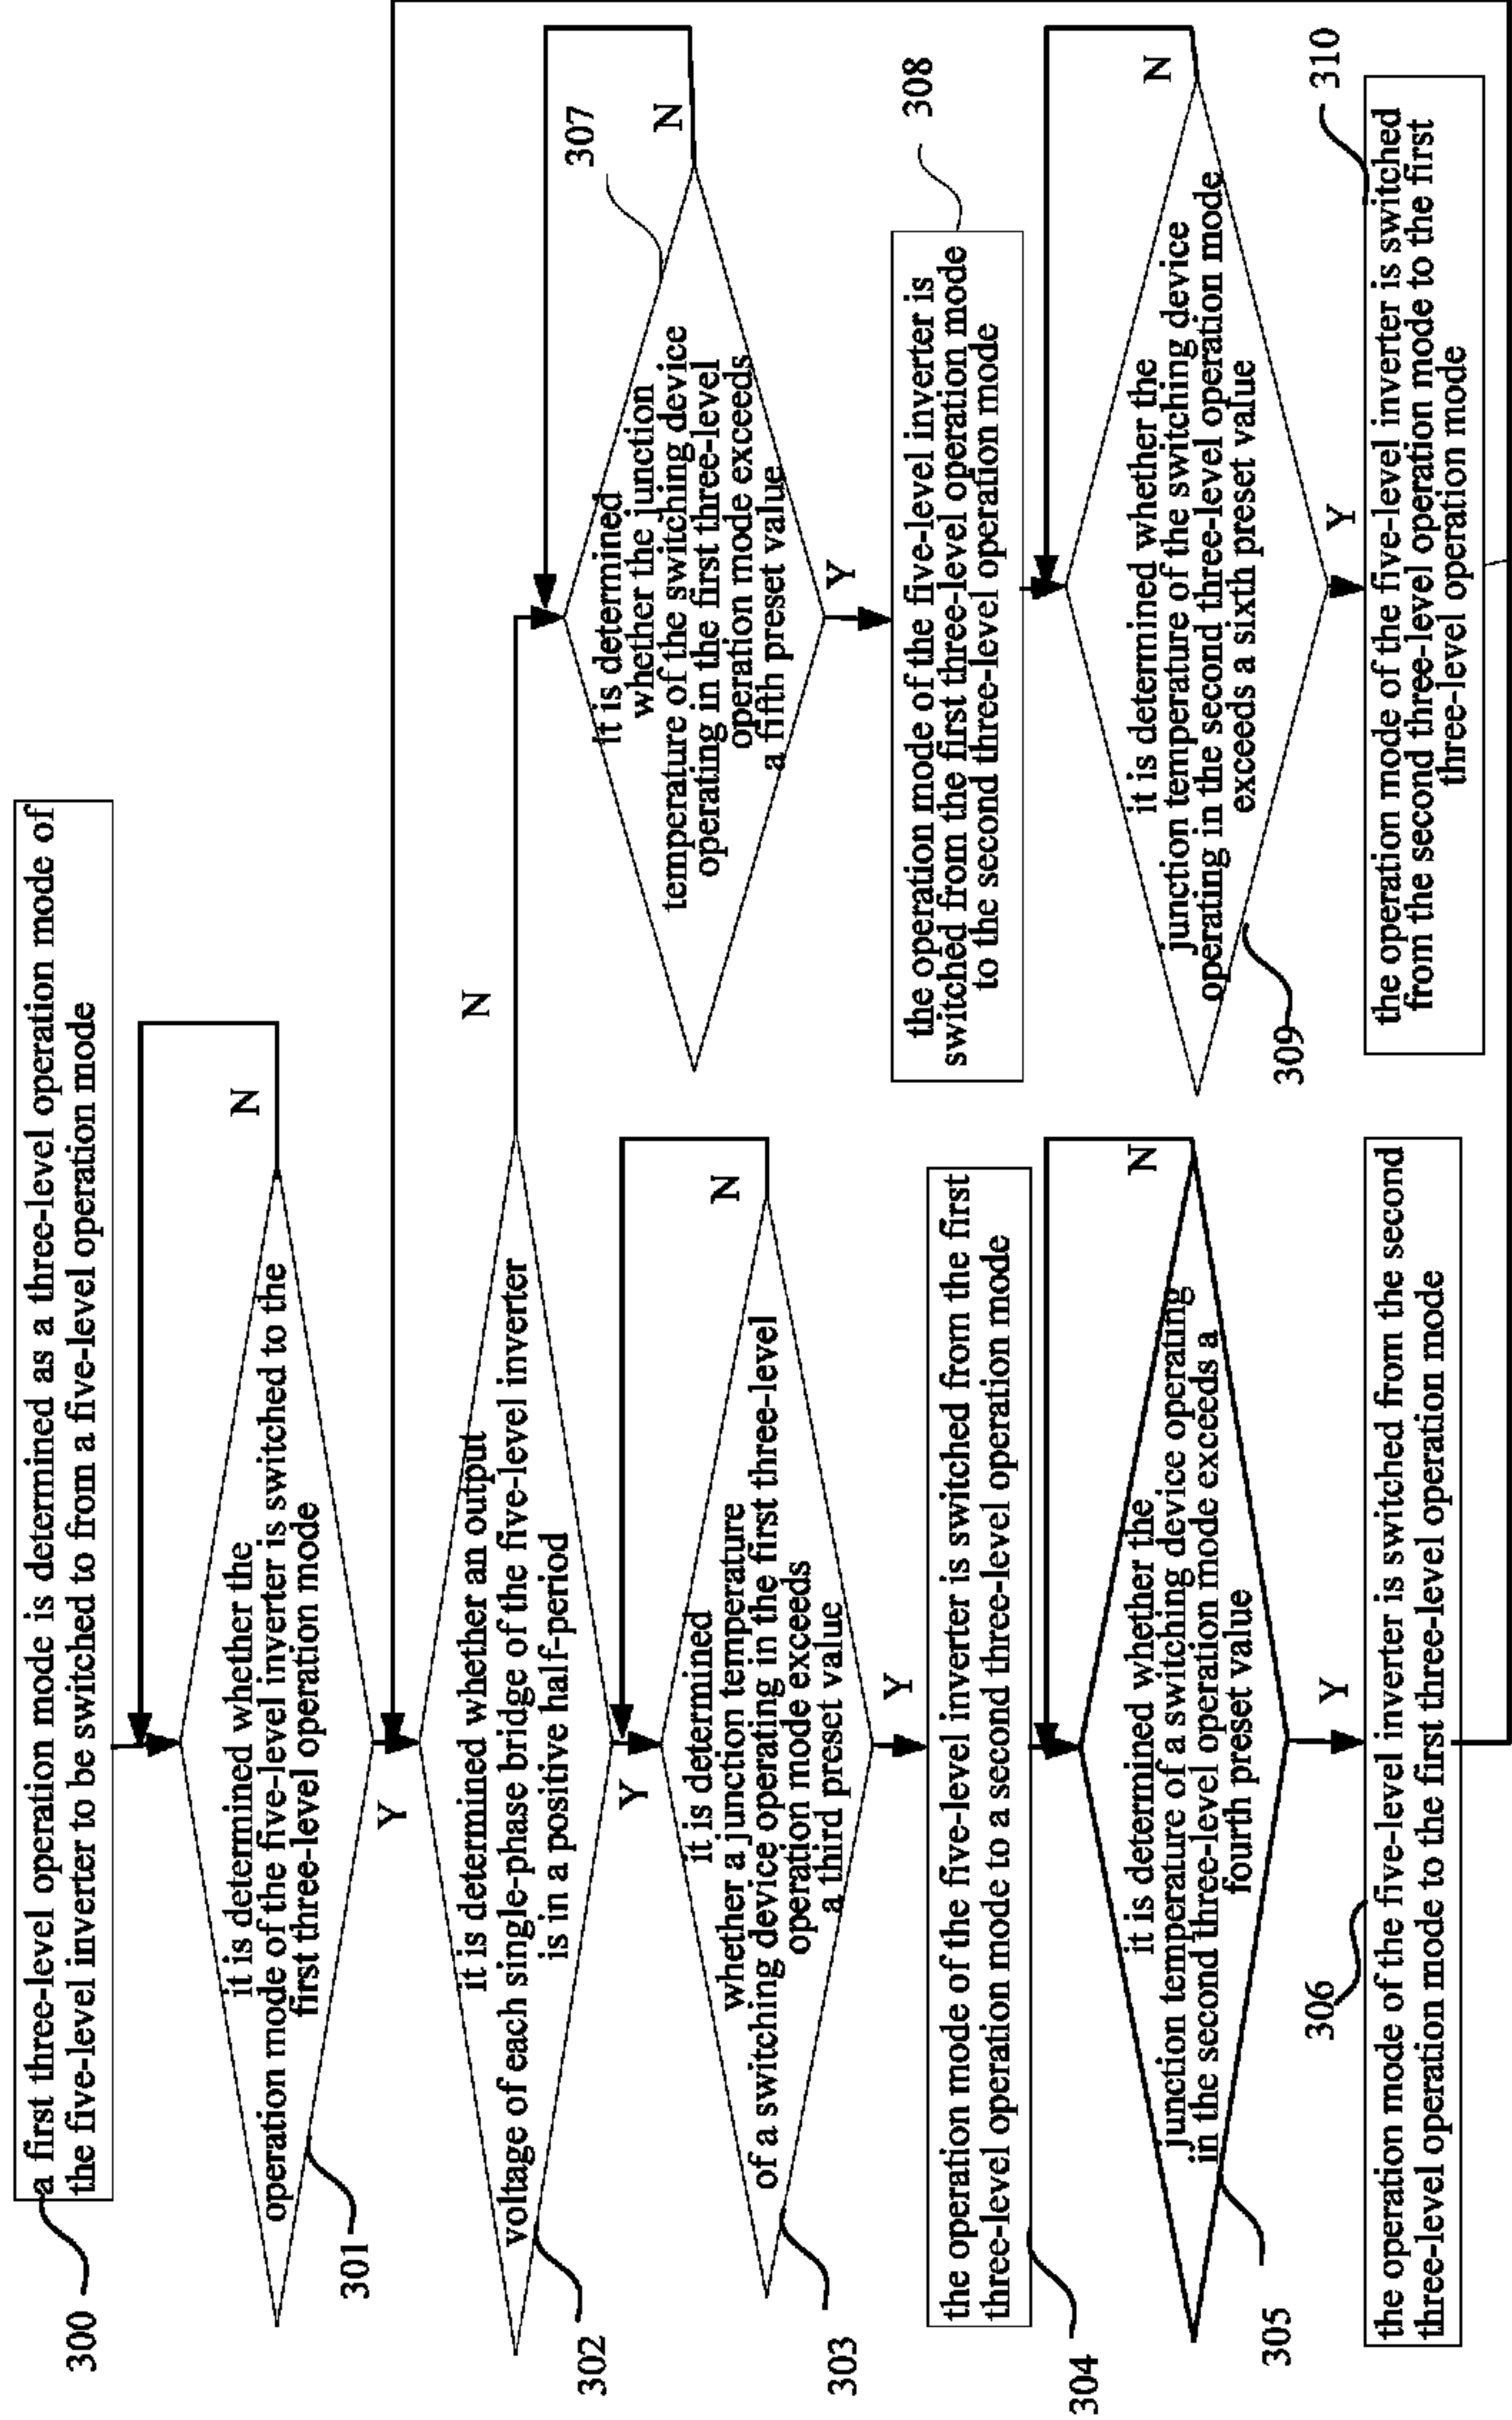 300
a first three-level operation mode is determined as a three-level operation mode of
the five-level inverter to be switched to from a five-level operation mode
301
it is determined whether the
operation mode of the five-level inverter is switched to the
first three-level operation mode
N
Y
302
it is determined whether an output
voltage of each single-phase bridge of the five-level inverter
is in a positive half-period
N
Y
303
it is determined
whether a junction temperature
of a switching device operating in the first three-level
operation mode exceeds
a third preset value
N
Y
304
the operation mode of the five-level inverter is switched from the first
three-level operation mode to a second three-level operation mode
305
it is determined whether the
junction temperature of a switching device operating
in the second three-level operation mode exceeds a
fourth preset value
N
Y
306
the operation mode of the five-level inverter is switched from the second
three-level operation mode to the first three-level operation mode
307
it is determined
whether the junction
temperature of the switching device
operating in the first three-level
operation mode exceeds
a fifth preset value
N
Y
308
the operation mode of the five-level inverter is
switched from the first three-level operation mode
to the second three-level operation mode
309
it is determined whether the
junction temperature of the switching device
operating in the second three-level operation mode
exceeds a sixth preset value
N
Y
310
the operation mode of the five-level inverter is switched
from the second three-level operation mode to the first
three-level operation mode